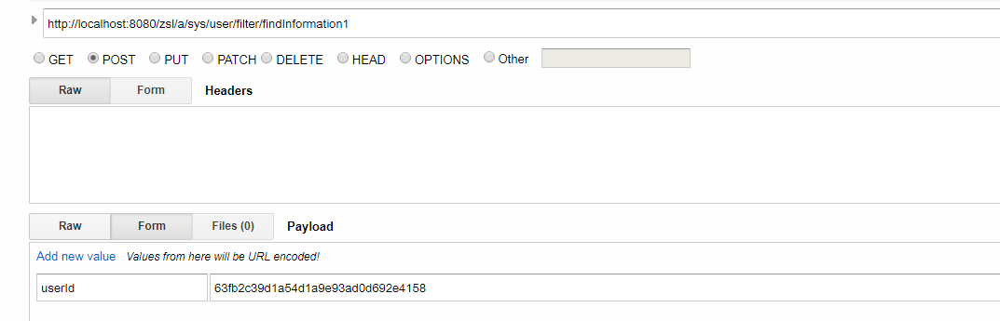 http://localhost:8080/zsl/a/sys/user/filter/findInformation1
GET POST PUT PATCH DELETE HEAD OPTIONS Other
Raw Form Headers
Raw Form Files (0) Payload
Add new value Values from here will be URL encoded!
userId 63fb2c39d1a54d1a9e93ad0d692e4158